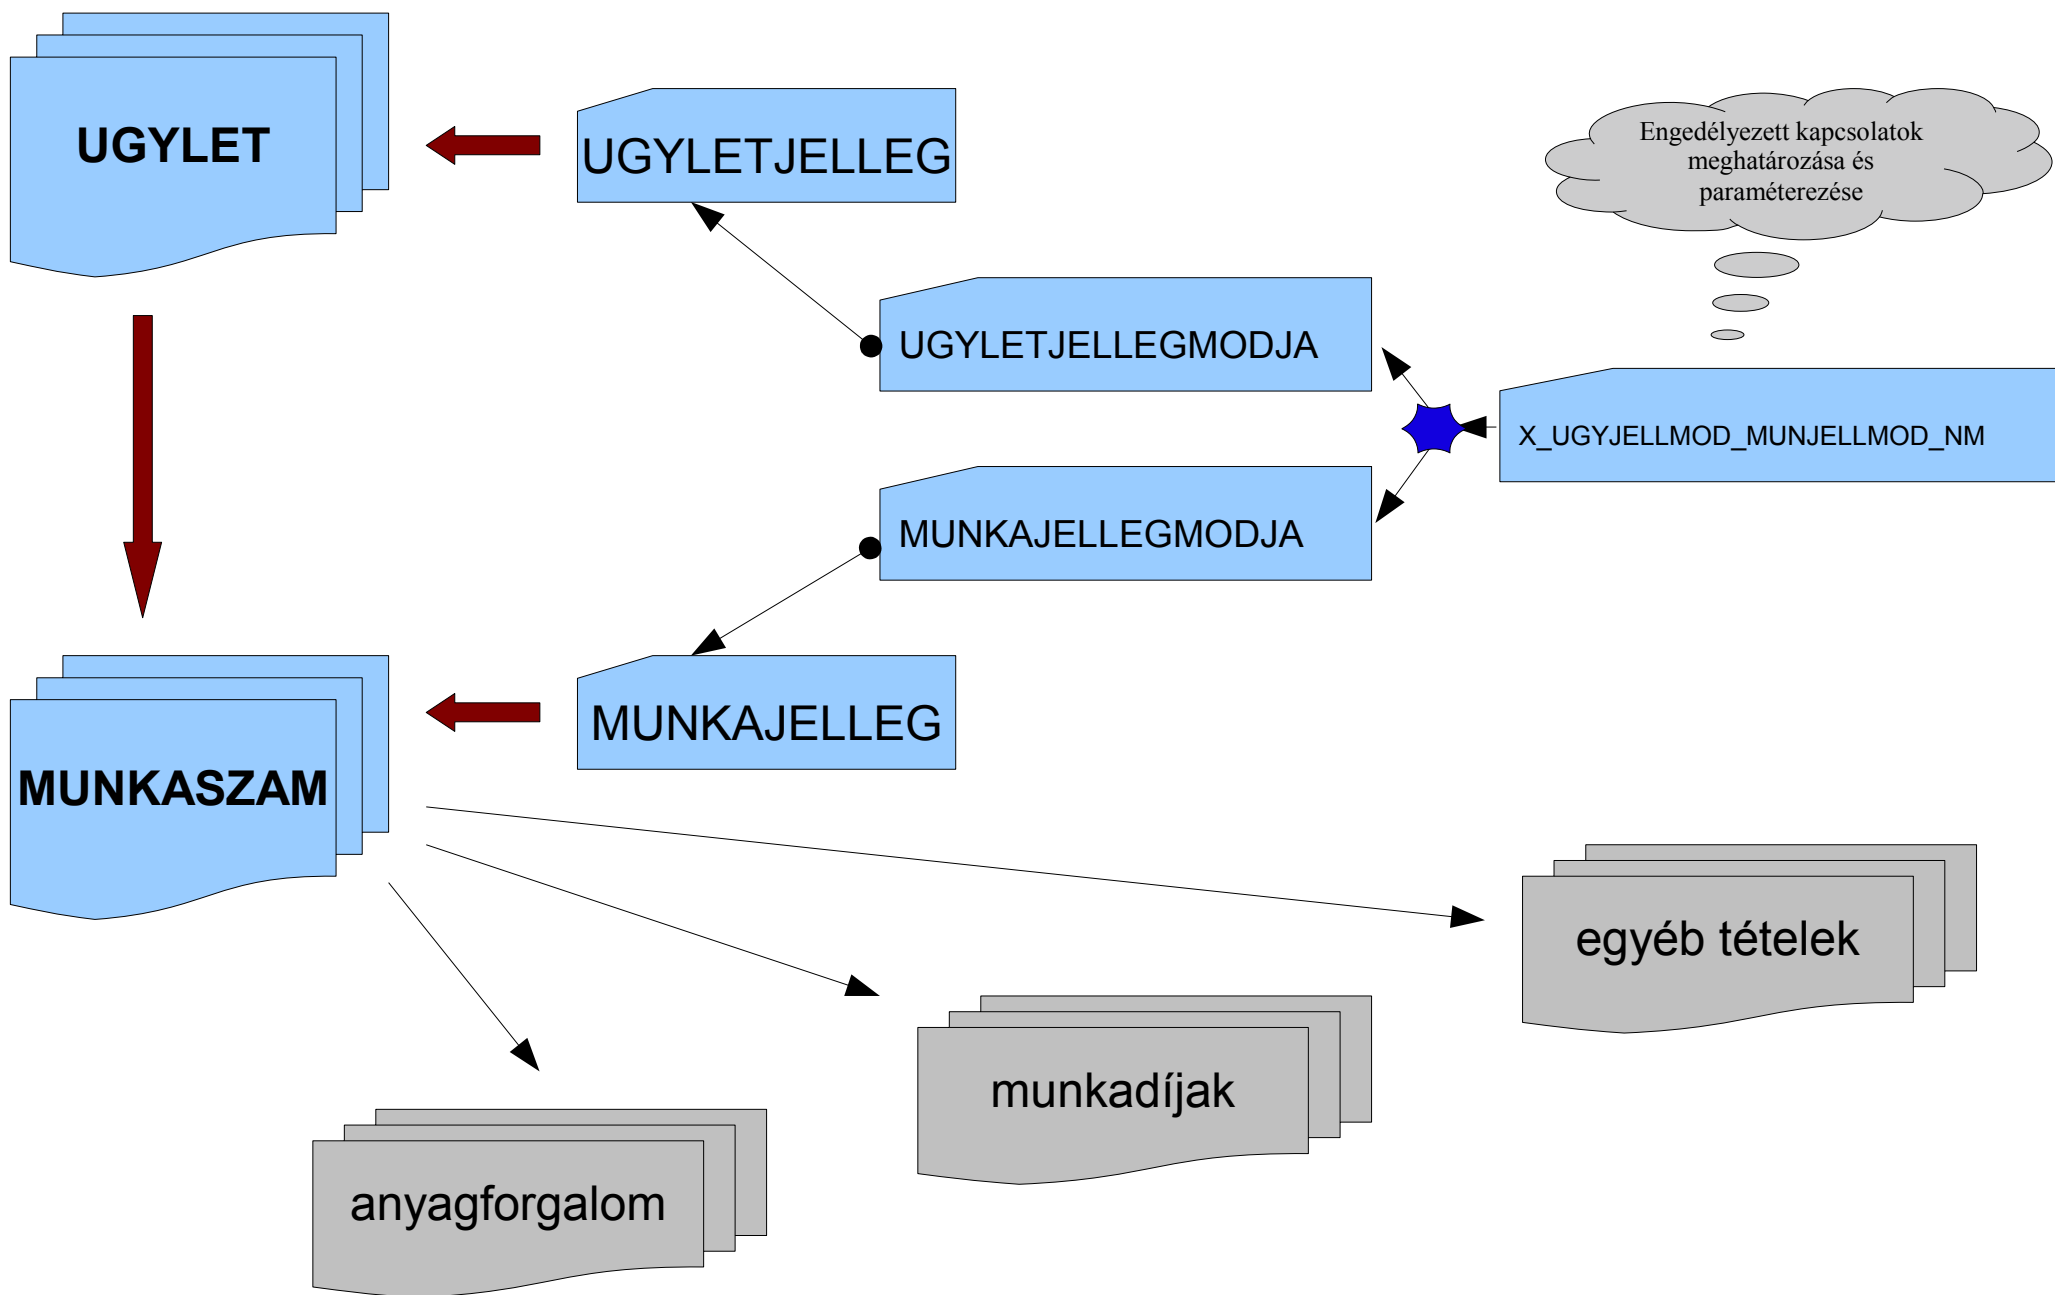 UGYLET
UGYLETJELLEG
Engedélyezett kapcsolatok
meghatározása és
paraméterezése
UGYLETJELLEGMODJA
X_UGYJELLMOD_MUNJELLMOD_NM
MUNKAJELLEGMODJA
MUNKAJELLEG
MUNKASZAM
egyéb tételek
munkadíjak
anyagforgalom